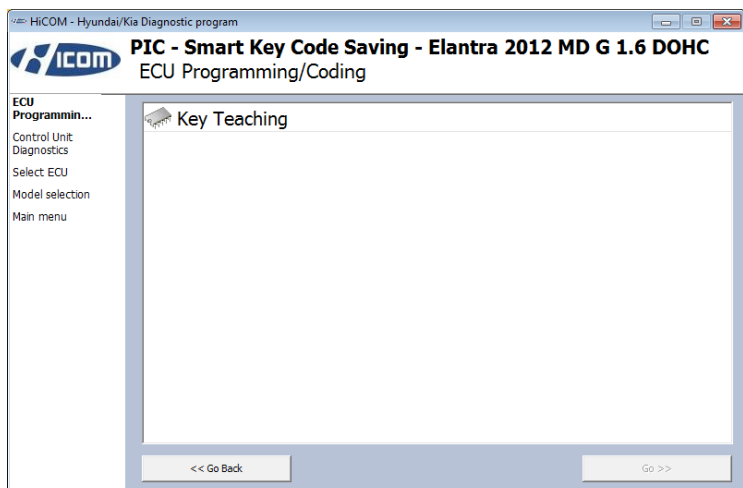 HiCOM - Hyundai/Kia Diagnostic program
HICOM
PIC - Smart Key Code Saving - Elantra 2012 MD G 1.6 DOHC
ECU Programming/Coding
ECU
Programmin...
Control Unit
Diagnostics
Select ECU
Model selection
Main menu
Key Teaching
<< Go Back
Go >>